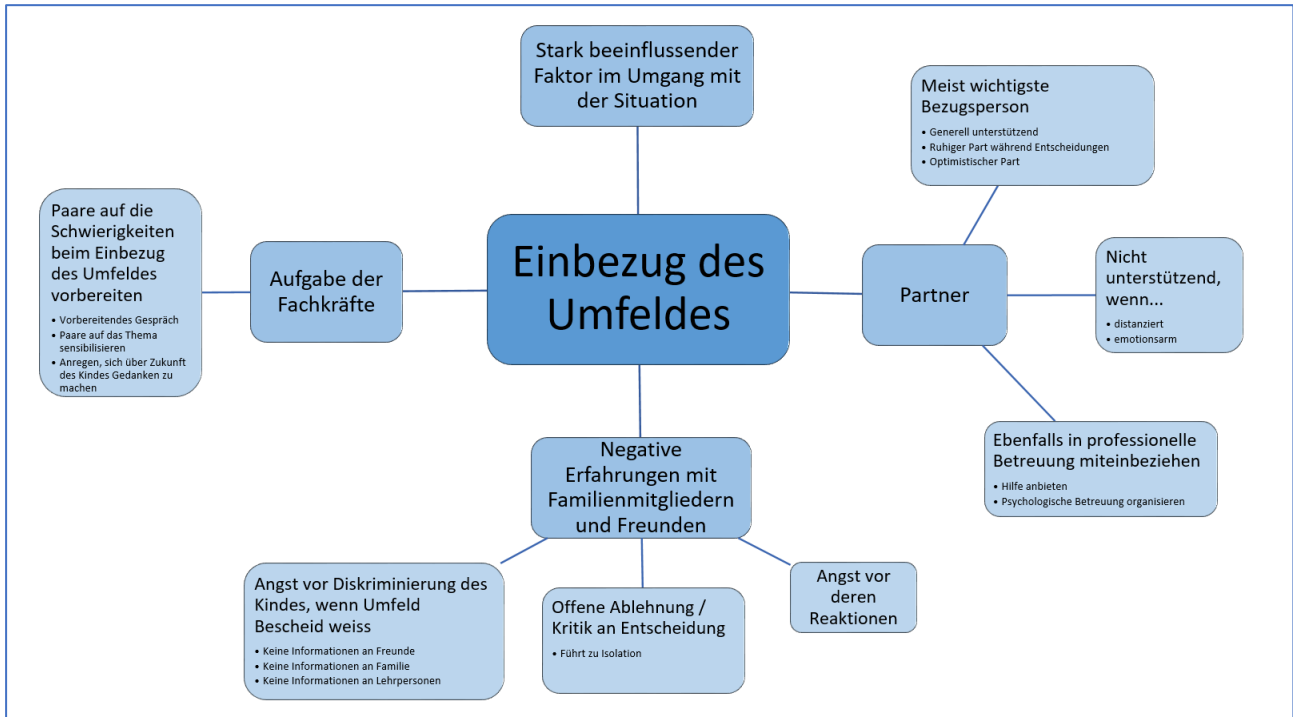 Stark beeinflussender
Faktor im Umgang mit
der Situation
Meist wichtigste
Bezugsperson
• Generell unterstützend
• Ruhiger Part während Entscheidungen
• Optimistischer Part
Paare auf die
Schwierigkeiten
beim Einbezug
des Umfeldes
vorbereiten
• Vorbereitendes Gespräch
• Paare auf das Thema
sensibilisieren
• Anregen, sich über Zukunft
des Kindes Gedanken zu
machen
Aufgabe der
Fachkräfte
Einbezug des
Umfeldes
Partner
Nicht
unterstützend,
wenn...
• distanziert
• emotionsarm
Ebenfalls in professionelle
Betreuung miteinbeziehen
• Hilfe anbieten
• Psychologische Betreuung organisieren
Negative
Erfahrungen mit
Familienmitgliedern
und Freunden
Angst vor Diskriminierung des
Kindes, wenn Umfeld
Bescheid weiss
• Keine Informationen an Freunde
• Keine Informationen an Familie
• Keine Informationen an Lehrpersonen
Offene Ablehnung /
Kritik an Entscheidung
• Führt zu Isolation
Angst vor
deren
Reaktionen